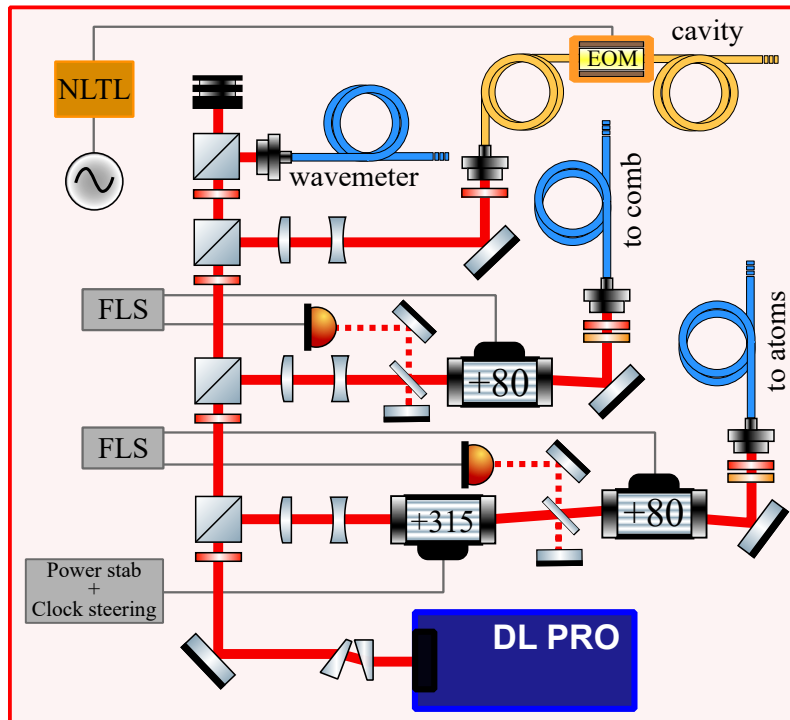 cavity
EOM
NLTL
wavemeter
to comb
FLS
+80
to atoms
FLS
+315
+80
Power stab
+
Clock steering
DL PRO